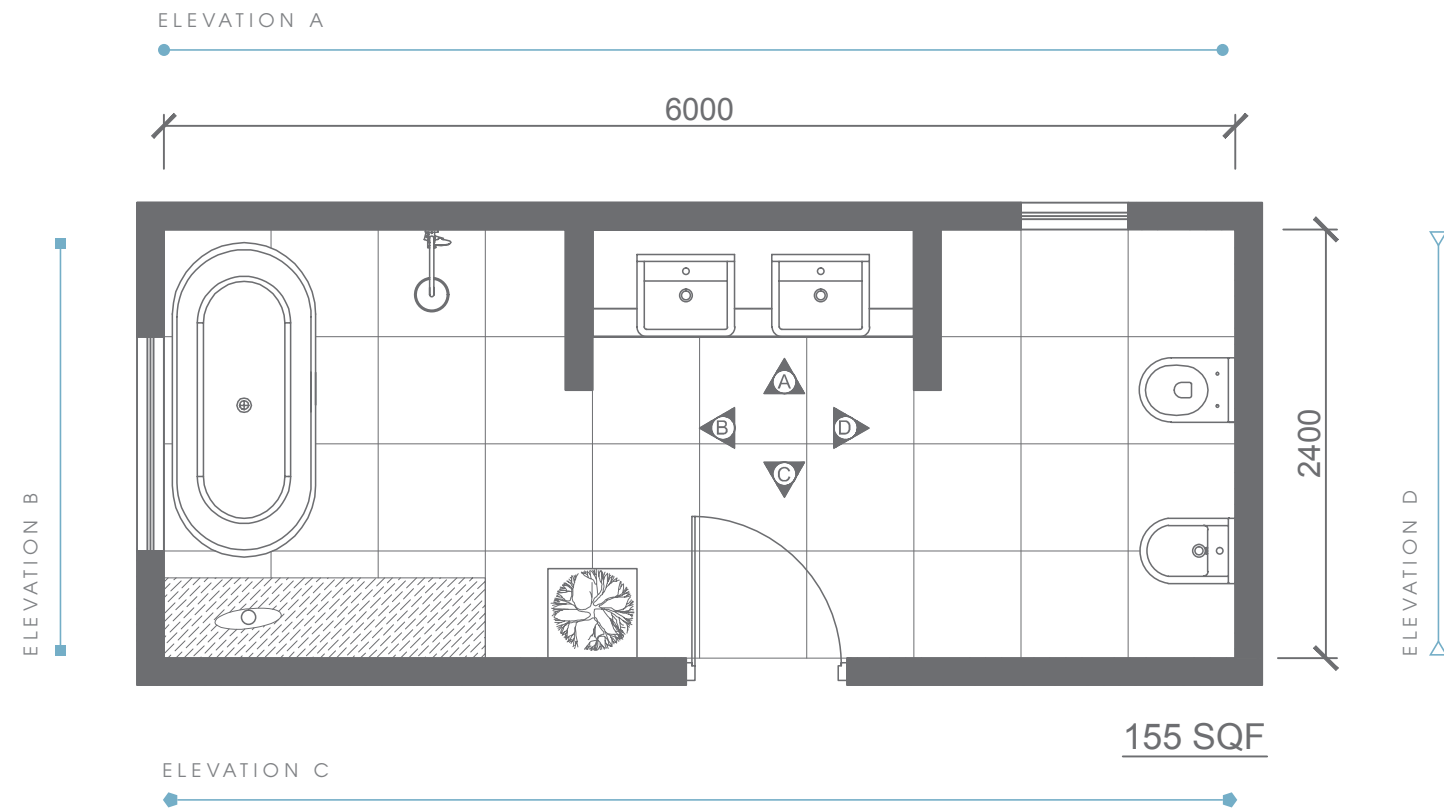 ELEVATION A
6000
A
B
D
C
2400
ELEVATION B
ELEVATION D
155 SQF
ELEVATION C